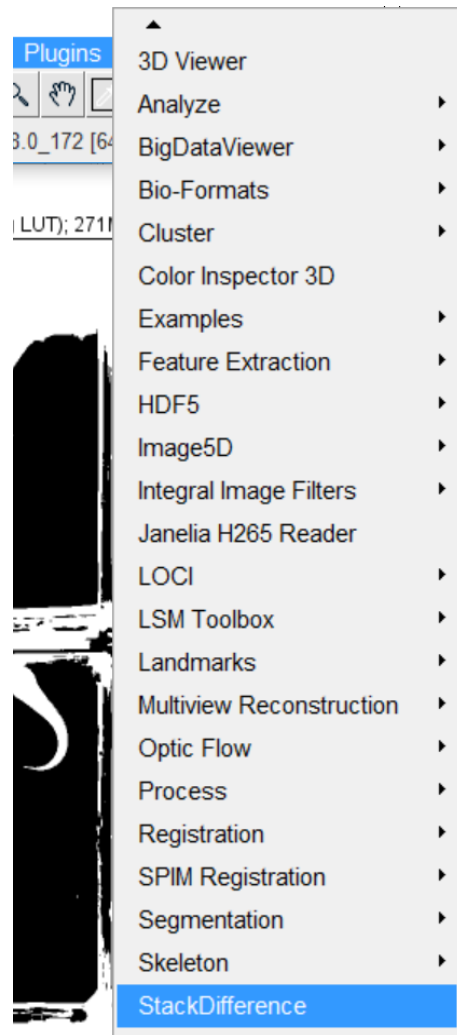 Plugins
3.0_172 [64
LUT); 271M
3D Viewer
Analyze
BigDataViewer
Bio-Formats
Cluster
Color Inspector 3D
Examples
Feature Extraction
HDF5
Image5D
Integral Image Filters
Janelia H265 Reader
LOCI
LSM Toolbox
Landmarks
Multiview Reconstruction
Optic Flow
Process
Registration
SPIM Registration
Segmentation
Skeleton
StackDifference